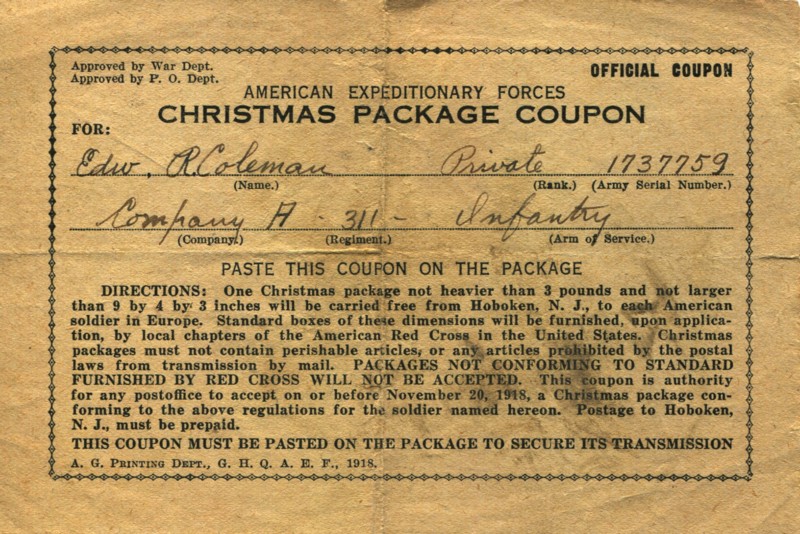 Approved by War Dept.
Approved by P. O. Dept.
OFFICIAL COUPON
AMERICAN EXPEDITIONARY FORCES
CHRISTMAS PACKAGE COUPON
FOR:
Edw. R. Coleman Private 1737759
(Name.) (Rank.) (Army Serial Number.)
Company A - 311 - Infantry
(Company.) (Regiment.) (Arm of Service.)
PASTE THIS COUPON ON THE PACKAGE
DIRECTIONS: One Christmas package not heavier than 3 pounds and not larger
than 9 by 4 by 3 inches will be carried free from Hoboken, N. J., to each American
soldier in Europe. Standard boxes of these dimensions will be furnished, upon applica-
tion, by local chapters of the American Red Cross in the United States. Christmas
packages must not contain perishable articles, or any articles prohibited by the postal
laws from transmission by mail. PACKAGES NOT CONFORMING TO STANDARD
FURNISHED BY RED CROSS WILL NOT BE ACCEPTED. This coupon is authority
for any postoffice to accept on or before November 20, 1918, a Christmas package con-
forming to the above regulations for the soldier named hereon. Postage to Hoboken,
N. J., must be prepaid.
THIS COUPON MUST BE PASTED ON THE PACKAGE TO SECURE ITS TRANSMISSION
A. G. PRINTING DEPT., G. H. Q. A. E. F., 1918.